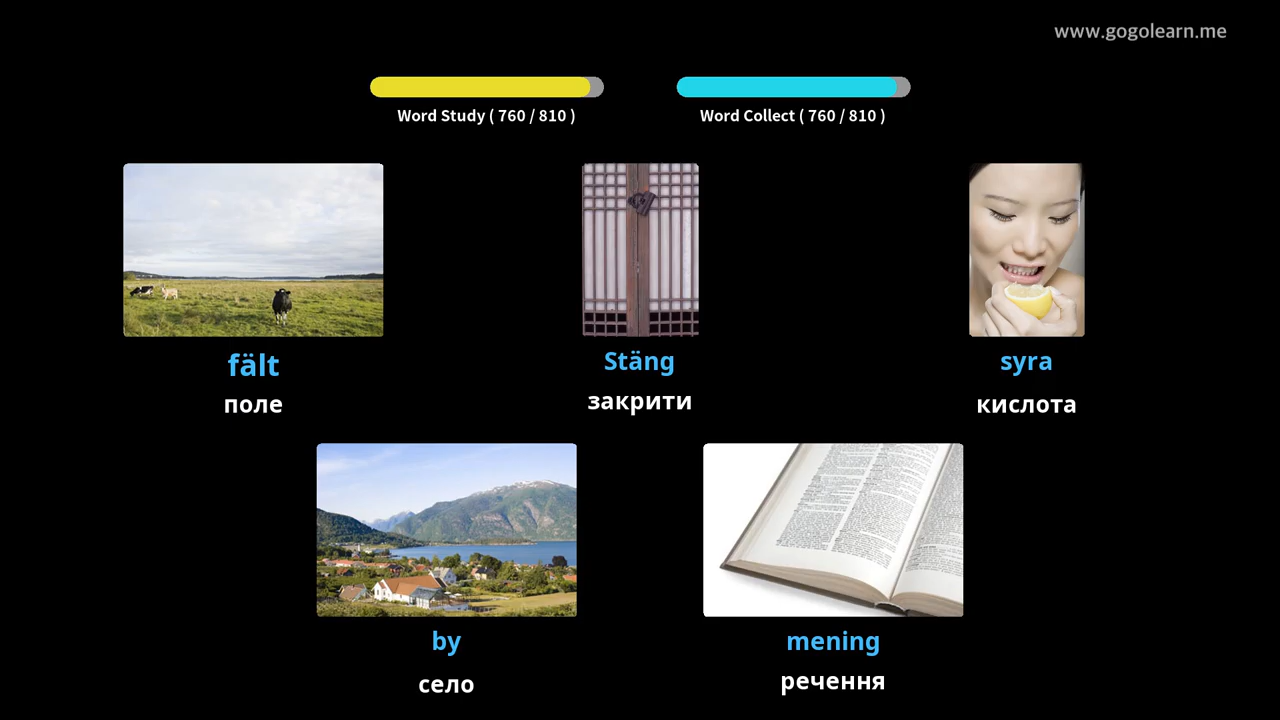 www.gogolearn.me
Word Study ( 760 / 810 )
Word Collect ( 760 / 810 )
fält
поле
Stäng
закрити
syra
кислота
by
село
mening
речення